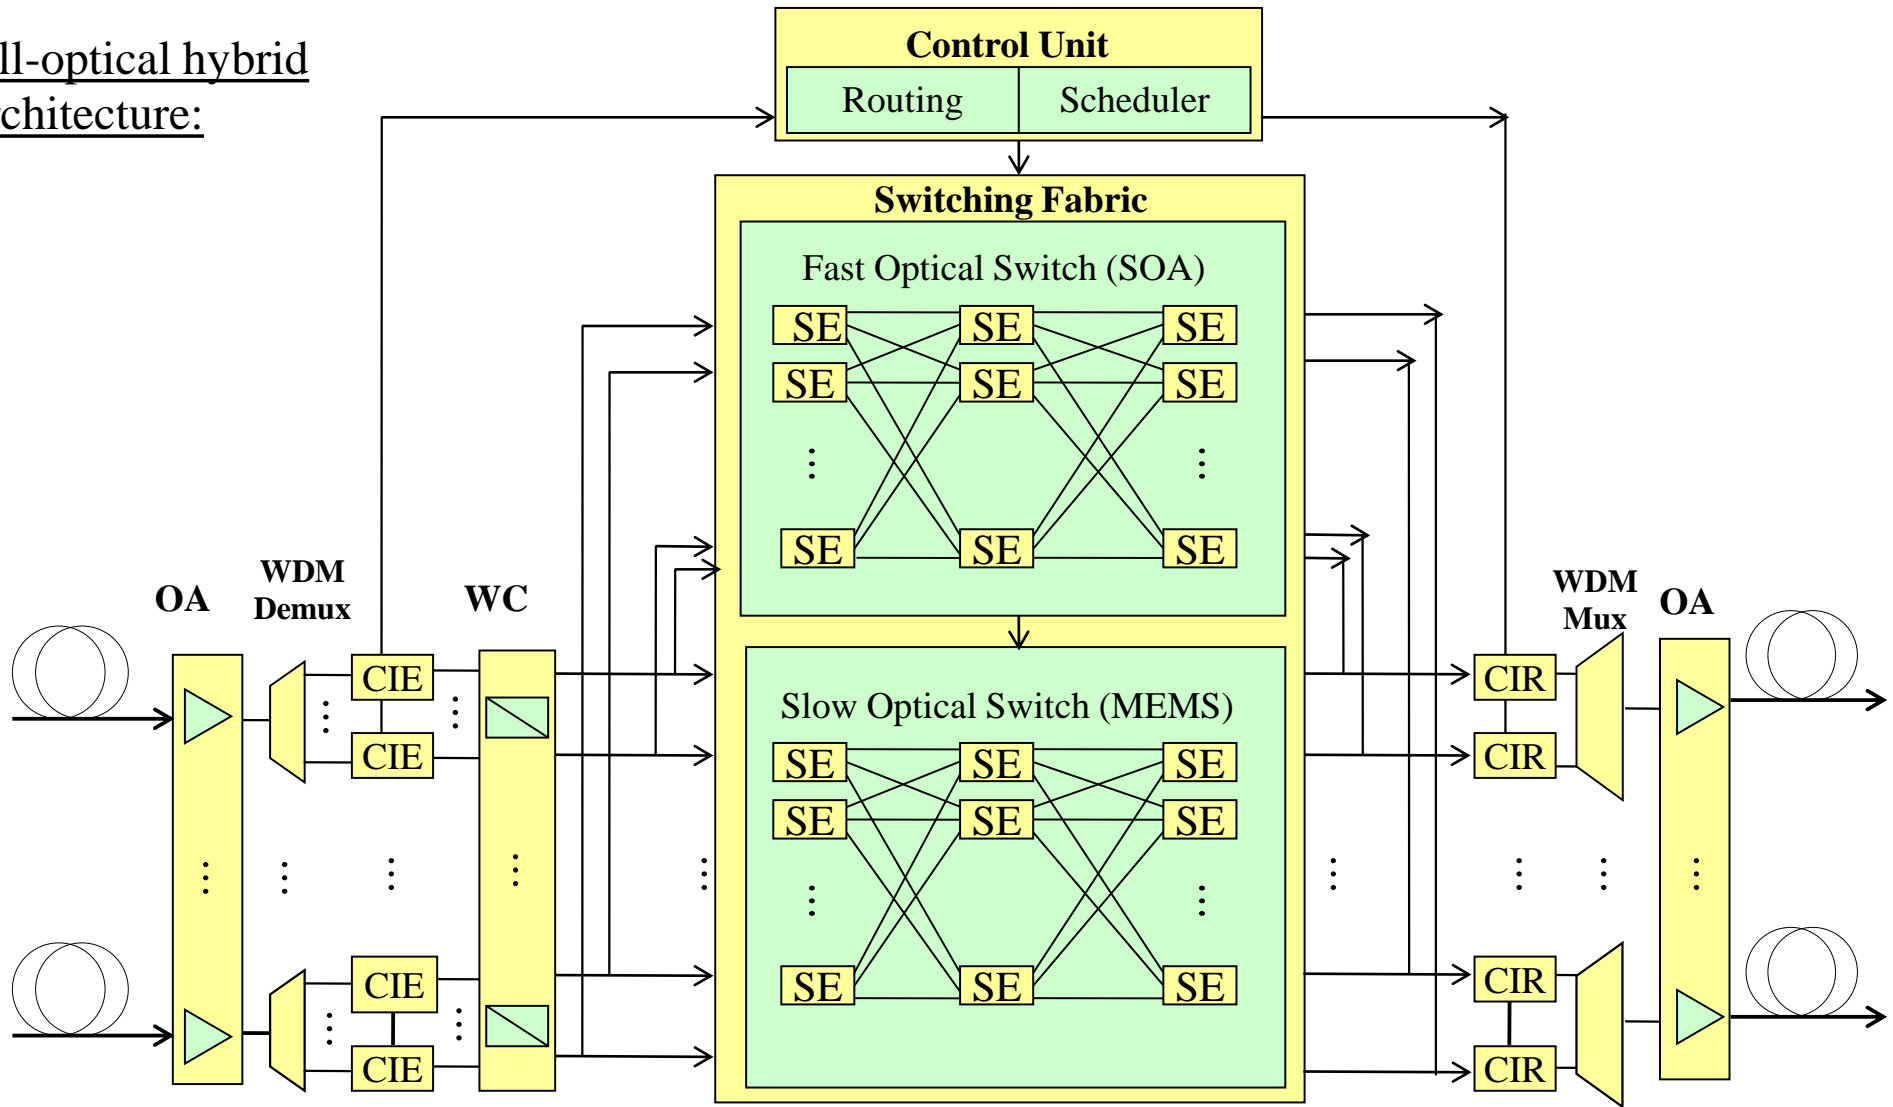 ll-optical hybrid
rchitecture:
Control Unit
Routing
Scheduler
Switching Fabric
Fast Optical Switch (SOA)
SE
SE
SE
SE
SE
SE
SE
SE
SE
OA
WDM
Demux
WC
WDM
Mux
OA
CIE
CIE
CIR
CIR
Slow Optical Switch (MEMS)
SE
SE
SE
SE
SE
SE
SE
SE
SE
CIE
CIE
CIR
CIR